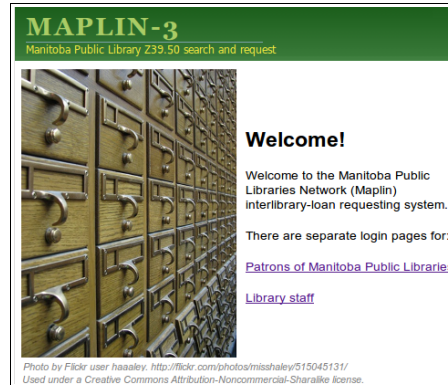 MAPLIN-3
Manitoba Public Library Z39.50 search and request
Welcome!
Welcome to the Manitoba Public
Libraries Network (Maplin)
interlibrary-loan requesting system.
There are separate login pages for:
Patrons of Manitoba Public Libraries
Library staff
Photo by Flickr user haaaley. http://flickr.com/photos/misshaley/515045131/
Used under a Creative Commons Attribution-Noncommercial-Sharalike license.